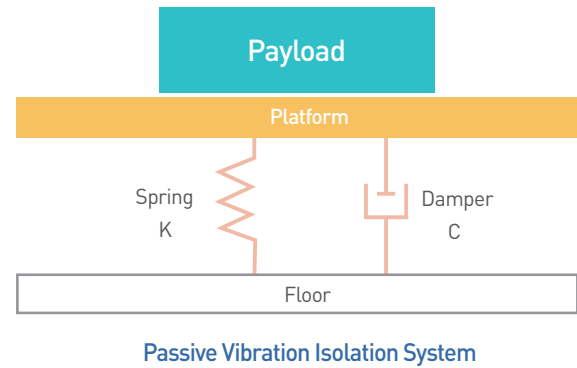 Payload
Platform
Spring
K
Damper
C
Floor
Passive Vibration Isolation System